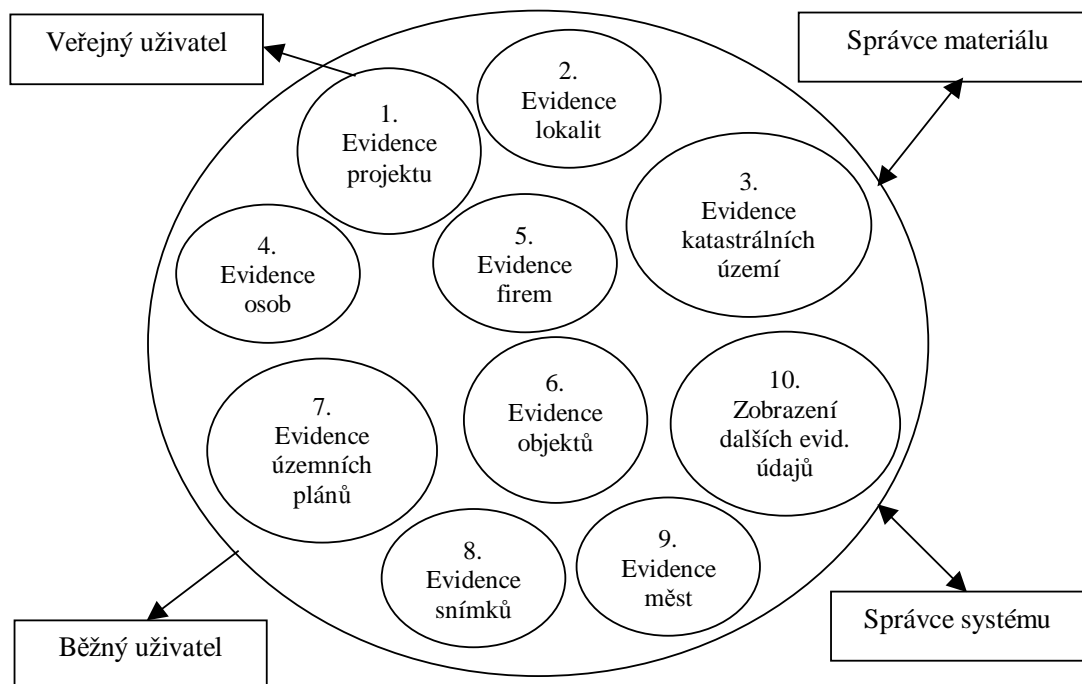 Veřejný uživatel
Správce materiálu
1.
Evidence
projektu
2.
Evidence
lokalit
3.
Evidence
katastrálních
území
4.
Evidence
osob
5.
Evidence
firem
6.
Evidence
objektů
7.
Evidence
územních
plánů
8.
Evidence
snímků
9.
Evidence
měst
10.
Zobrazení
dalších evid.
údajů
Běžný uživatel
Správce systému